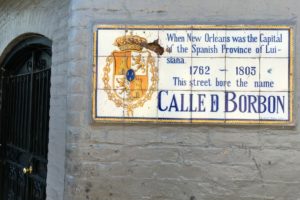 When New Orleans was the Capital
of the Spanish Province of Lui-
siana
1762 - 1803
This street bore the name
CALLE D BORBON